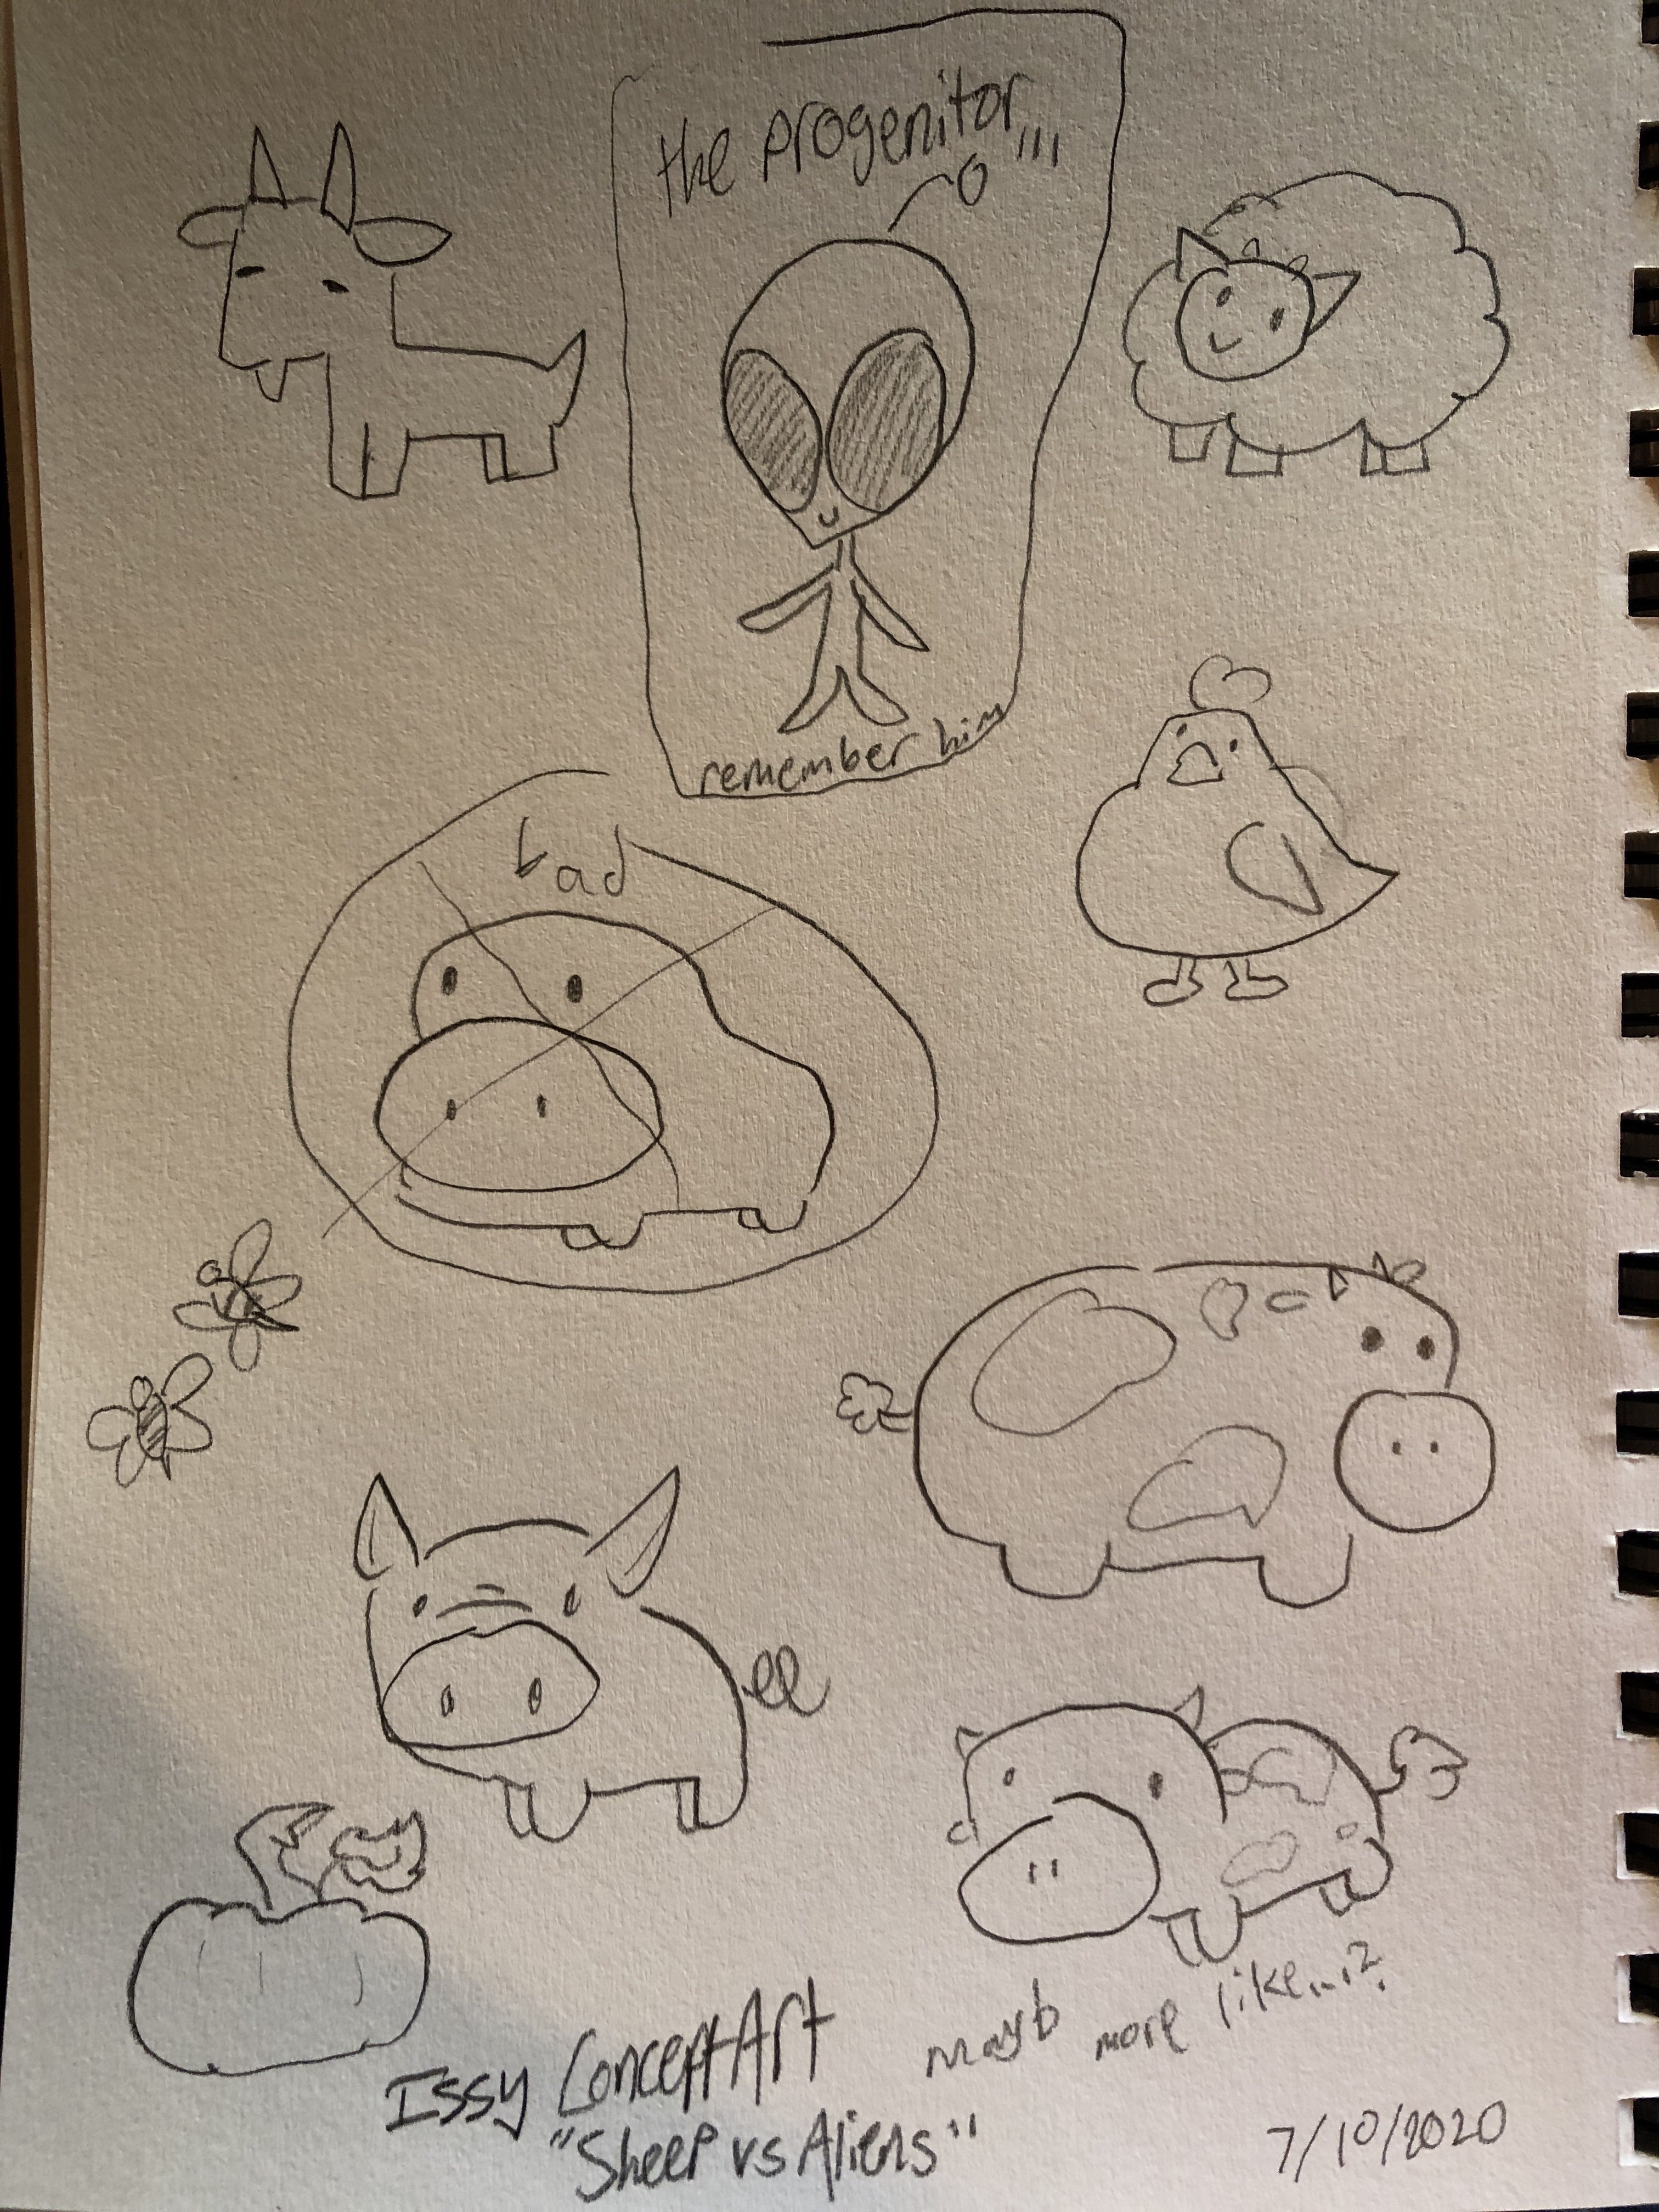 the progenitor,,,
remember him
bad
mayb more like...?
Issy Concept Art
"Sheep vs Aliens"
7/10/2020